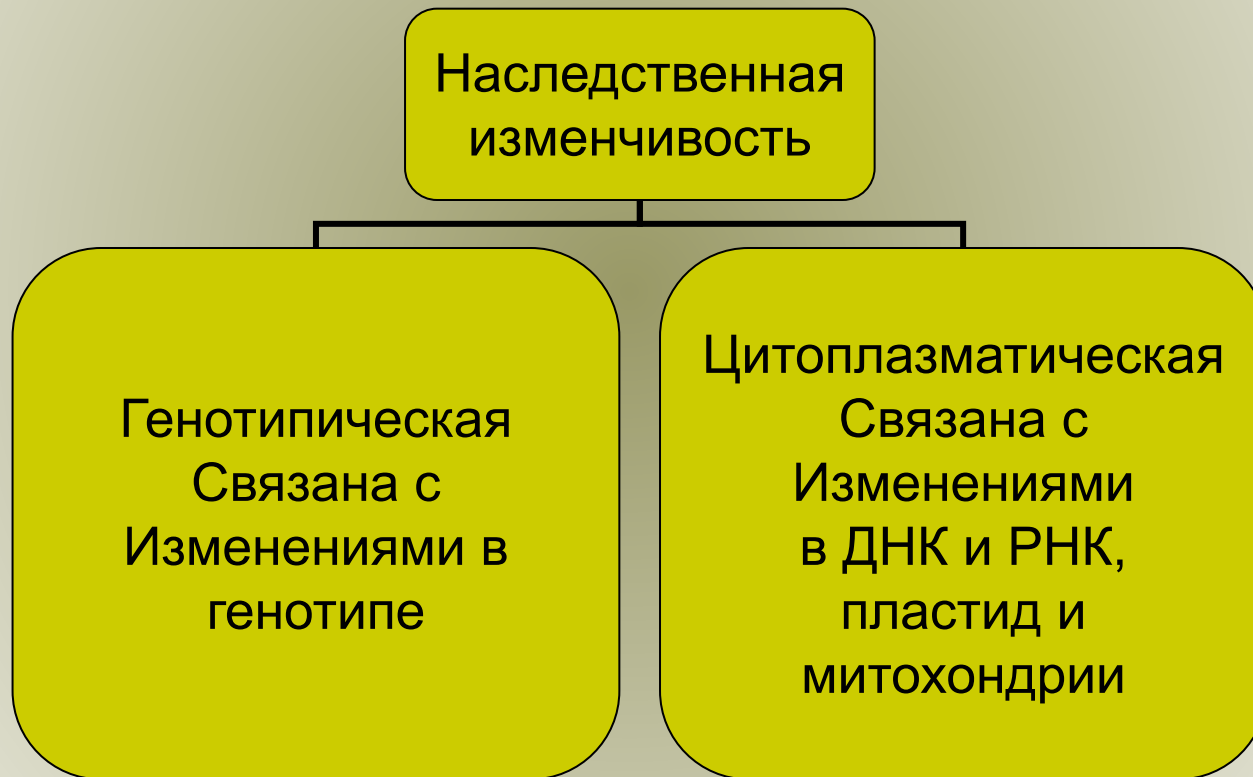 Наследственная
изменчивость
Генотипическая
Связана с
Изменениями в
генотипе
Цитоплазматическая
Связана с
Изменениями
в ДНК и РНК,
пластид и
митохондрии